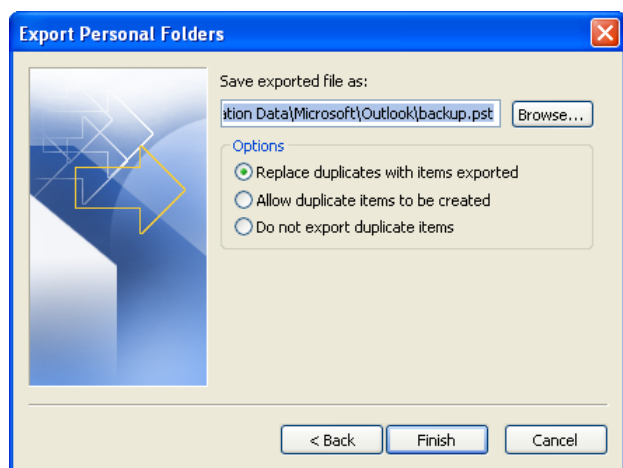 Export Personal Folders
Save exported file as:
ation Data\Microsoft\Outlook\backup.pst Browse...
Options
Replace duplicates with items exported
Allow duplicate items to be created
Do not export duplicate items
< Back Finish Cancel